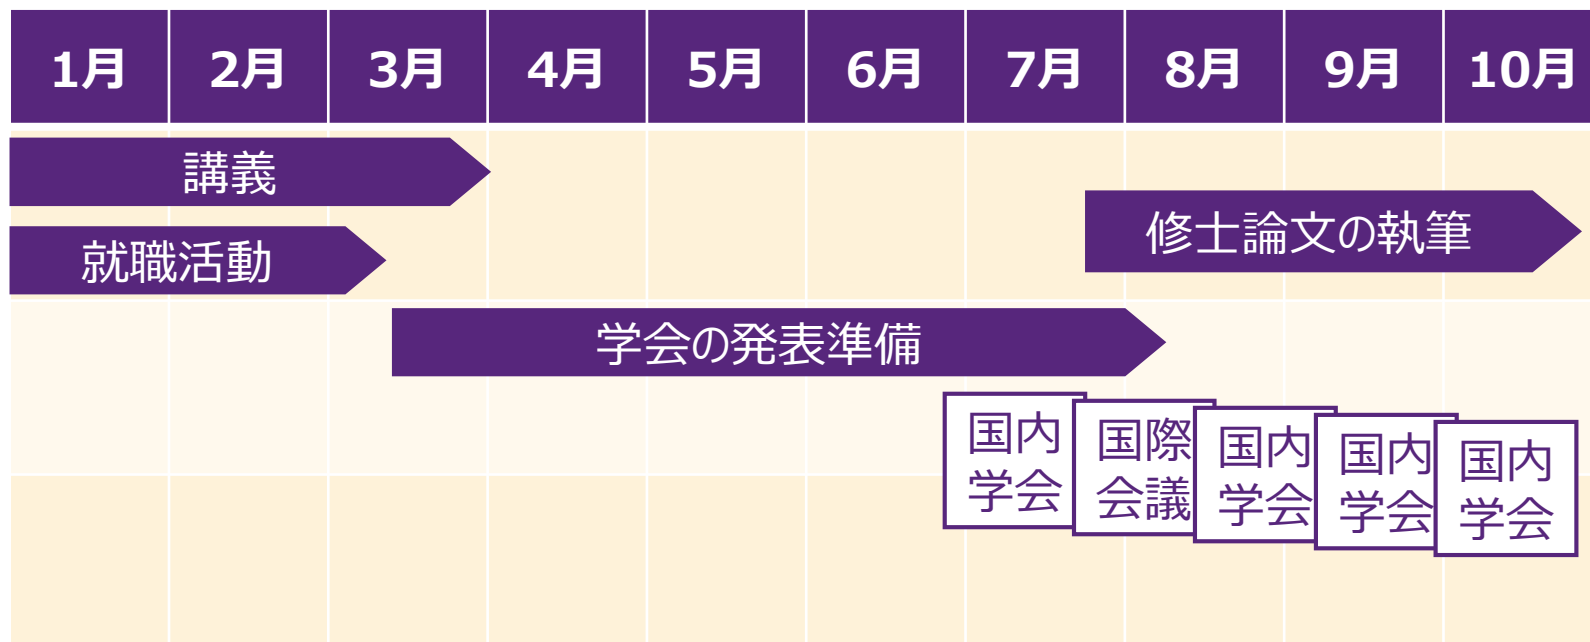 1月 2月 3月 4月 5月 6月 7月 8月 9月 10月
講義
就職活動
修士論文の執筆
学会の発表準備
国内
学会
国際
会議
国内
学会
国内
学会
国内
学会